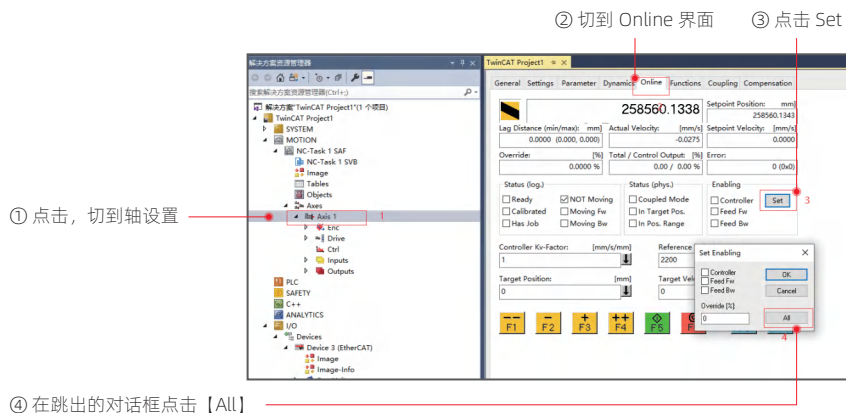 ② 切到 Online 界面
③ 点击 Set
解决方案资源管理器
搜索解决方案资源管理器(Ctrl+;)
解决方案"TwinCAT Project1"(1 个项目)
TwinCAT Project1
SYSTEM
MOTION
NC-Task 1 SAF
NC-Task 1 SVB
Image
Tables
Objects
Axes
Axis 1
1
Enc
Drive
Ctrl
Inputs
Outputs
PLC
SAFETY
C++
ANALYTICS
I/O
Devices
Device 3 (EtherCAT)
Image
Image-Info
① 点击，切到轴设置
TwinCAT Project1
General Settings Parameter Dynamics Online Functions Coupling Compensation
258560.1338
Setpoint Position: mm]
258560.1343
Lag Distance (min/max): mm] Actual Velocity: [mm/s] Setpoint Velocity: [mm/s]
0.0000 (0.000, 0.000) -0.0275 0.0000
Override: [%] Total / Control Output: [%] Error:
0.0000 % 0.00 / 0.00 % 0 (0x0)
Status (log.) Status (phys.) Enabling
Ready NOT Moving Coupled Mode Controller Set 3
Calibrated Moving Fw In Target Pos. Feed Fw
Has Job Moving Bw In Pos. Range Feed Bw
Controller Kv-Factor: [mm/s/mm] Reference
1 2200
Target Position: [mm] Target Vel
0 0
F1 F2 F3 F4 F5
Set Enabling
Controller OK
Feed Fw
Feed Bw Cancel
Override [%]
0 All
4
④ 在跳出的对话框点击【All】